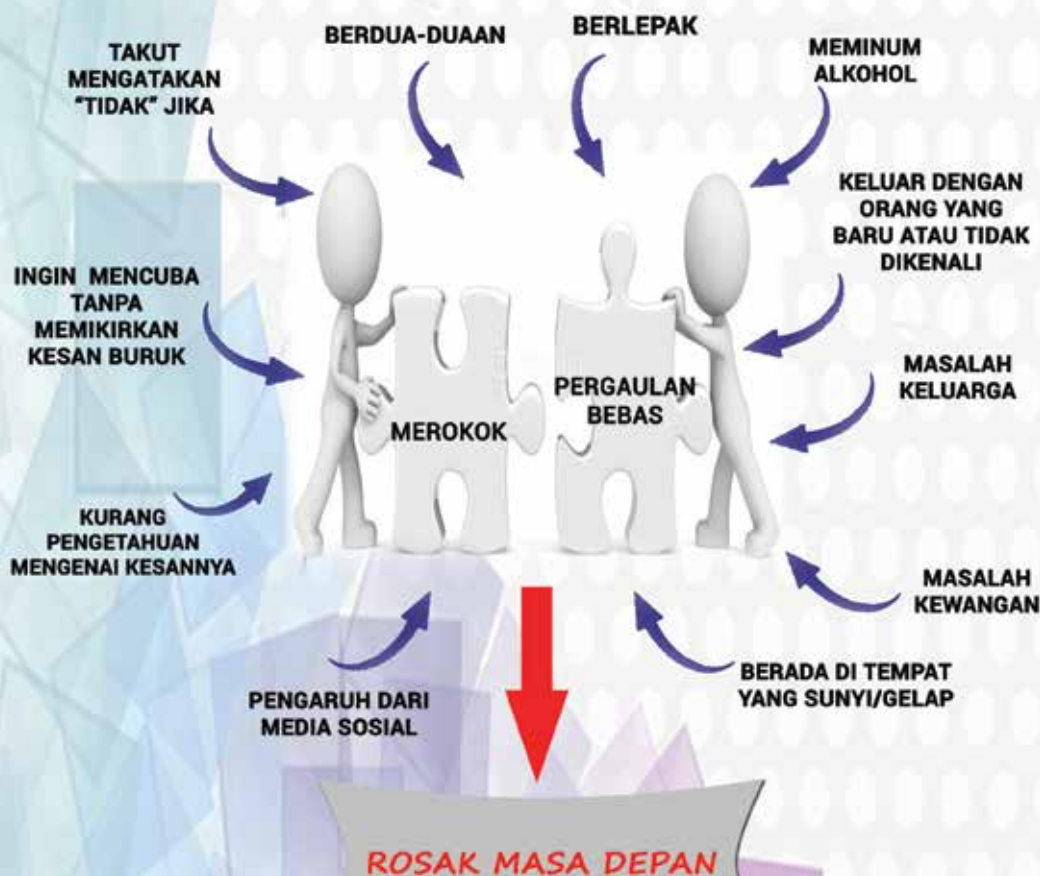 TAKUT
MENGATAKAN
"TIDAK" JIKA
BERDUA-DUAAN
BERLEPAK
MEMINUM
ALKOHOL
KELUAR DENGAN
ORANG YANG
BARU ATAU TIDAK
DIKENALI
INGIN MENCUBA
TANPA
MEMIKIRKAN
KESAN BURUK
MASALAH
KELUARGA
MEROKOK
PERGAULAN
BEBAS
KURANG
PENGETAHUAN
MENGENAI KESANNYA
MASALAH
KEWANGAN
PENGARUH DARI
MEDIA SOSIAL
BERADA DI TEMPAT
YANG SUNYI/GELAP
ROSAK MASA DEPAN